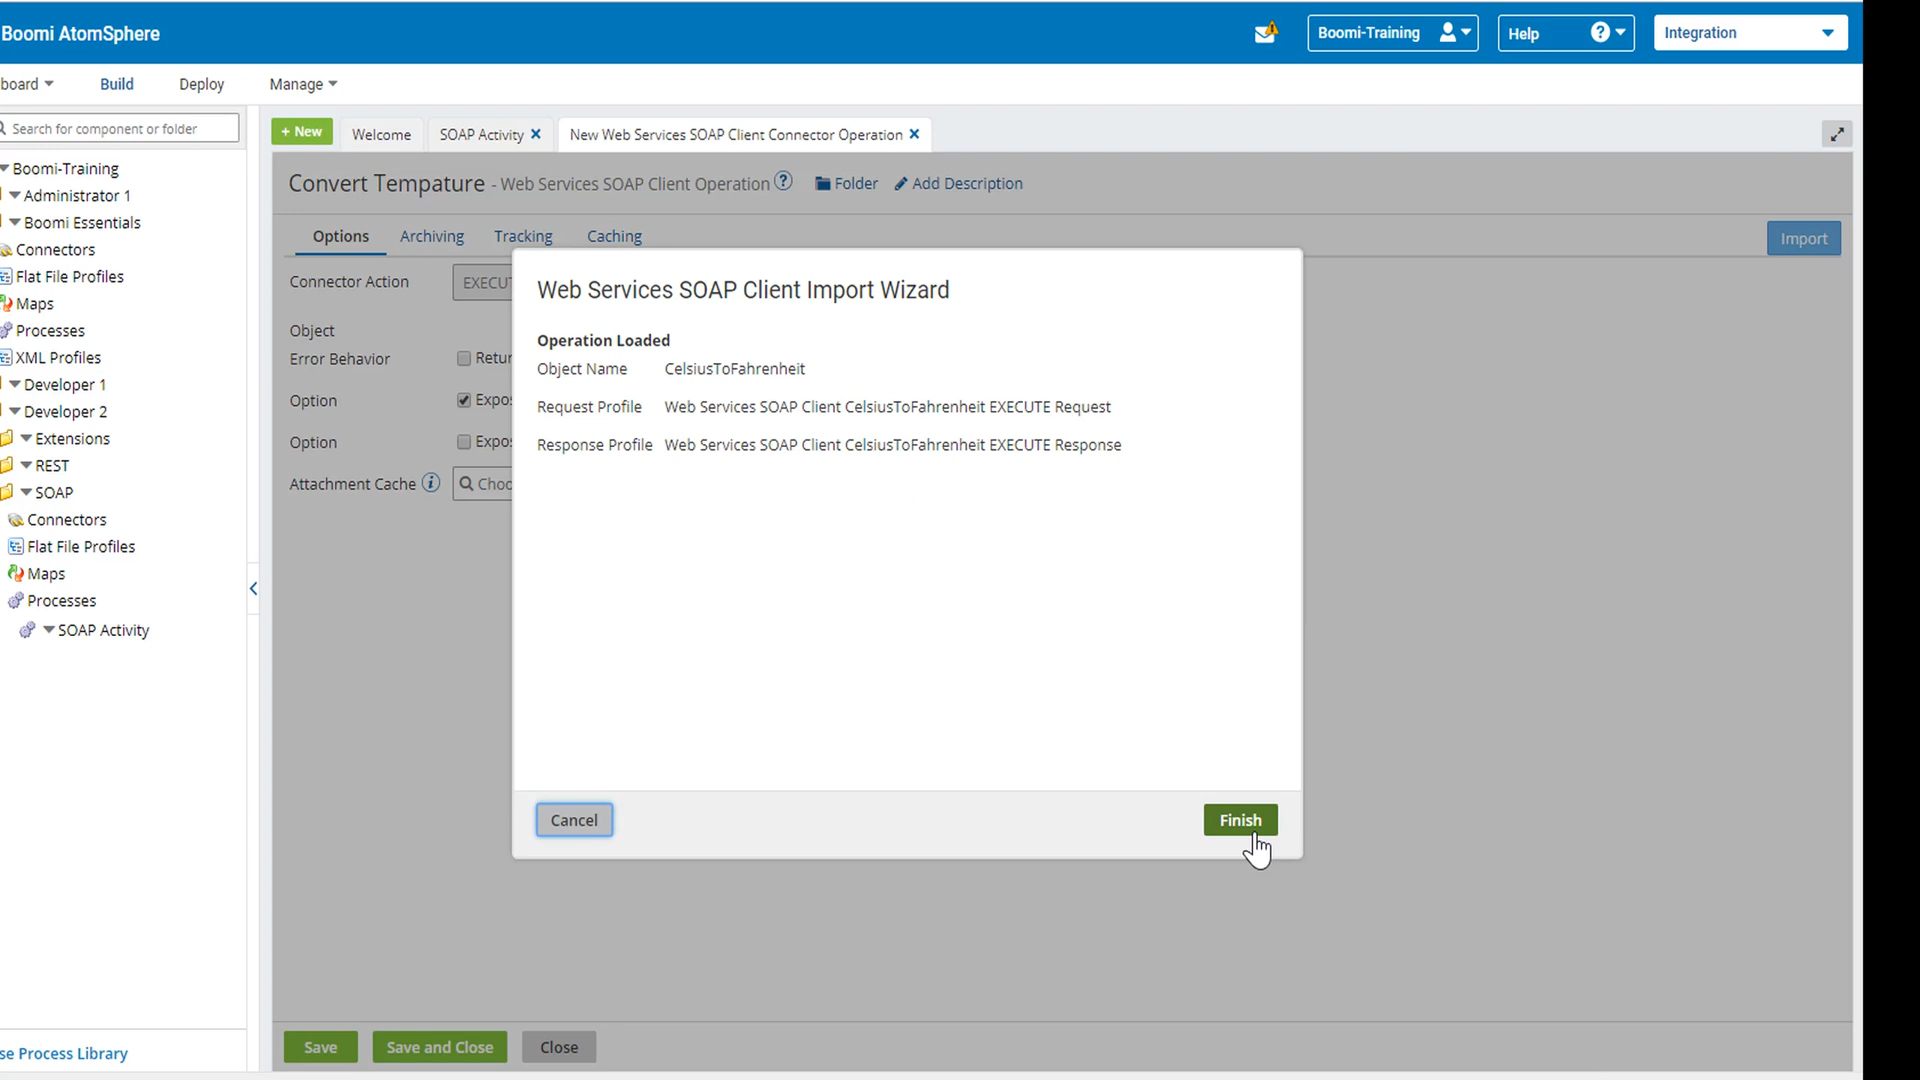 Boomi AtomSphere
Boomi-Training
Help
Integration
board
Build
Deploy
Manage
Search for component or folder
+ New
Welcome
SOAP Activity
New Web Services SOAP Client Connector Operation
Boomi-Training
Administrator 1
Boomi Essentials
Connectors
Flat File Profiles
Maps
Processes
XML Profiles
Developer 1
Developer 2
Extensions
REST
SOAP
Connectors
Flat File Profiles
Maps
Processes
SOAP Activity
se Process Library
Convert Tempature - Web Services SOAP Client Operation
Folder
Add Description
Options
Archiving
Tracking
Caching
Import
Connector Action
EXECUT
Object
Error Behavior
Retur
Option
Expos
Option
Expos
Attachment Cache
Choo
Web Services SOAP Client Import Wizard
Operation Loaded
Object Name CelsiusToFahrenheit
Request Profile Web Services SOAP Client CelsiusToFahrenheit EXECUTE Request
Response Profile Web Services SOAP Client CelsiusToFahrenheit EXECUTE Response
Cancel
Finish
Save
Save and Close
Close